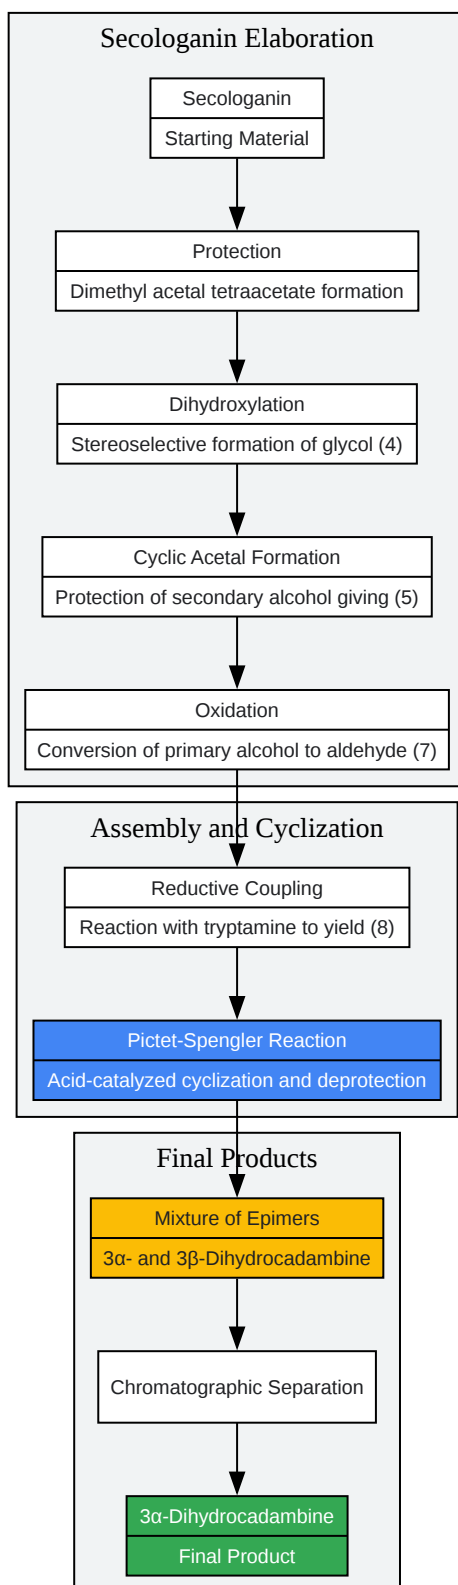 Secologanin Elaboration
Secologanin
Starting Material
Protection
Dimethyl acetal tetraacetate formation
Dihydroxylation
Stereoselective formation of glycol (4)
Cyclic Acetal Formation
Protection of secondary alcohol giving (5)
Oxidation
Conversion of primary alcohol to aldehyde (7)
Assembly and Cyclization
Reductive Coupling
Reaction with tryptamine to yield (8)
Pictet-Spengler Reaction
Acid-catalyzed cyclization and deprotection
Final Products
Mixture of Epimers
3α- and 3β-Dihydrocadambine
Chromatographic Separation
3α-Dihydrocadambine
Final Product